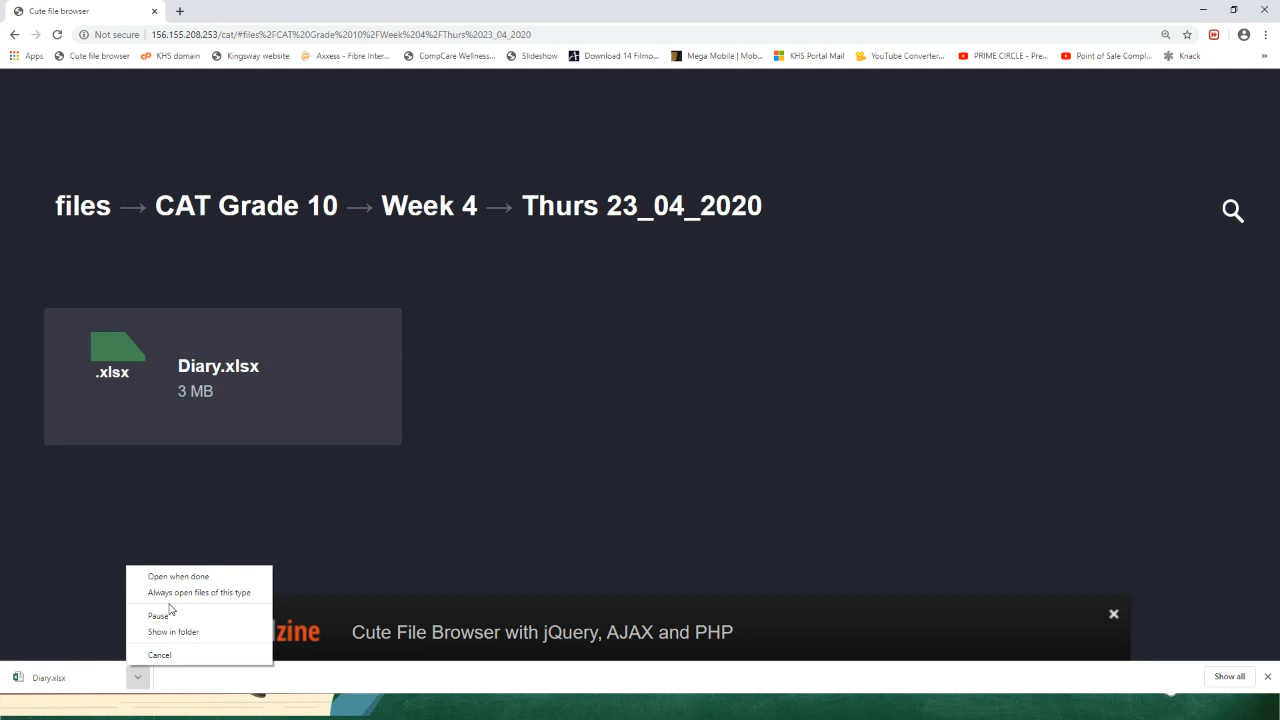 Cute file browser
Not secure 156.155.208.253/cat/#files%2FCAT%20Grade%2010%2FWeek%204%2FThurs%2023_04_2020
Apps Cute file browser KHS domain Kingsway website Axxess - Fibre Inter... CompCare Wellness... Slideshow Download 14 Filmo... Mega-Mobile | Mob... KHS Portal Mail YouTube Converter... PRIME CIRCLE - Pre... Point of Sale Compl... Knack »
files → CAT Grade 10 → Week 4 → Thurs 23_04_2020
.xlsx
Diary.xlsx
3 MB
Open when done
Always open files of this type
Pause
Show in folder
Cancel
zine Cute File Browser with jQuery, AJAX and PHP
Diary.xlsx
Show all